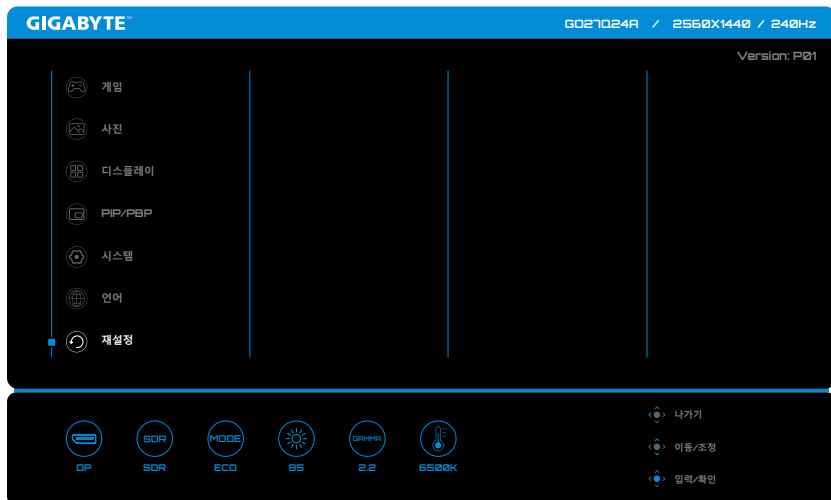 GIGABYTE™
GO27Q24A / 2560X1440 / 240Hz
Version: P01
게임
사진
디스플레이
PIP/PBP
시스템
언어
재설정
SDR
MODE
GAMMA
DP
SDR
ECO
85
2.2
6500K
나가기
이동/조정
입력/확인